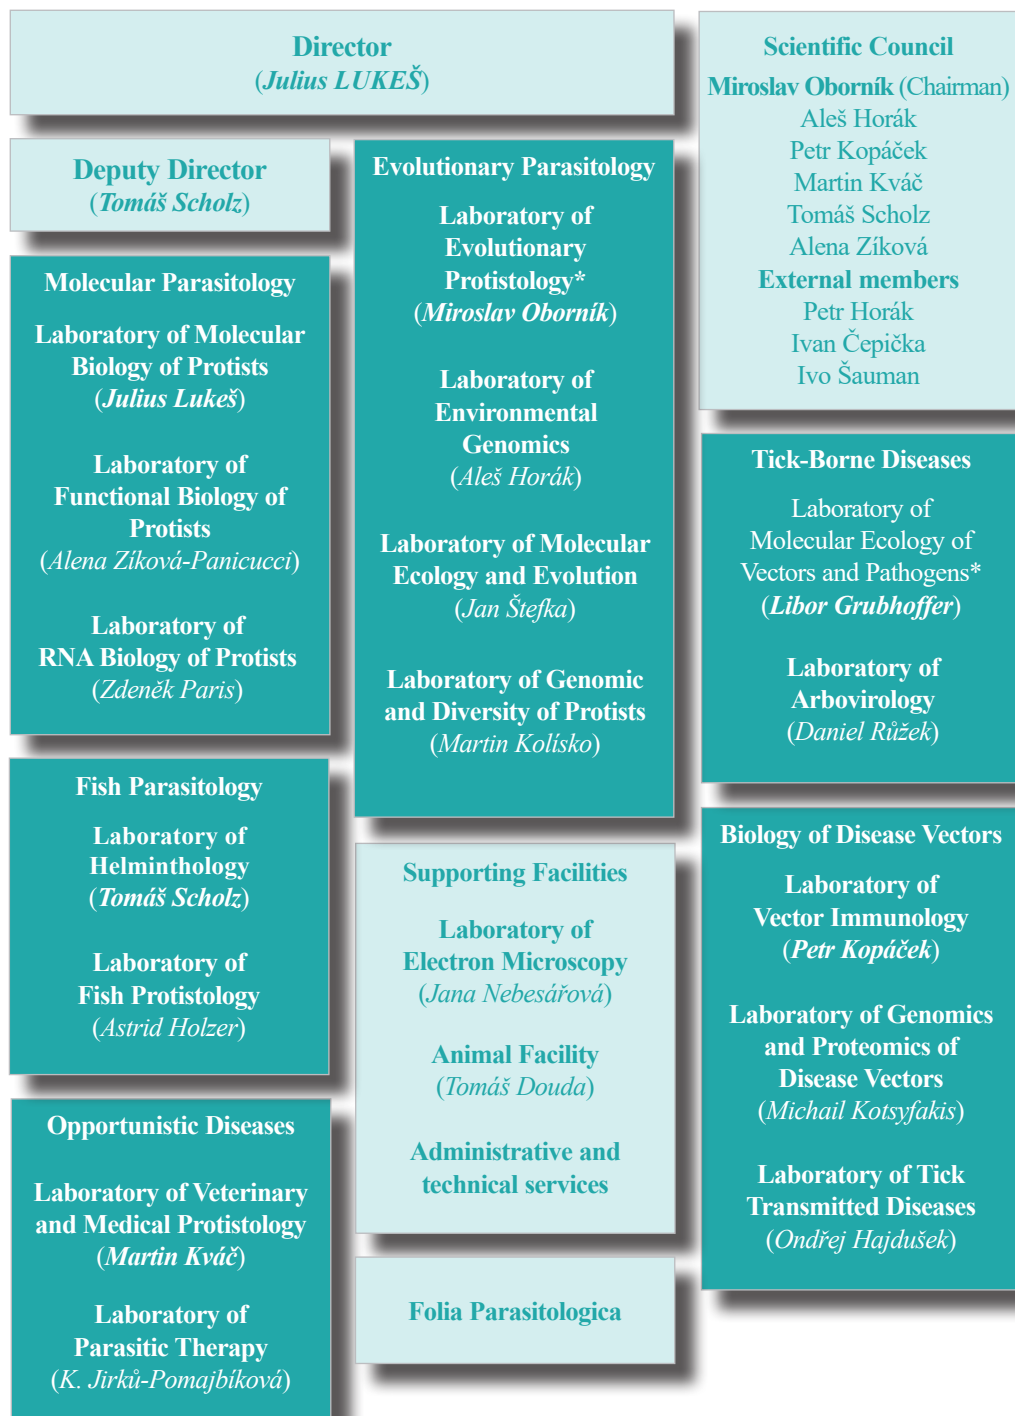 Director
(Julius LUKEŠ)
Deputy Director
(Tomáš Scholz)
Molecular Parasitology
Laboratory of Molecular
Biology of Protists
(Julius Lukeš)
Laboratory of
Functional Biology of
Protists
(Alena Zíková-Panicucci)
Laboratory of
RNA Biology of Protists
(Zdeněk Paris)
Fish Parasitology
Laboratory of
Helminthology
(Tomáš Scholz)
Laboratory of
Fish Protistology
(Astrid Holzer)
Opportunistic Diseases
Laboratory of Veterinary
and Medical Protistology
(Martin Kváč)
Laboratory of
Parasitic Therapy
(K. Jirků-Pomajbíková)
Evolutionary Parasitology
Laboratory of
Evolutionary
Protistology*
(Miroslav Oborník)
Laboratory of
Environmental
Genomics
(Aleš Horák)
Laboratory of Molecular
Ecology and Evolution
(Jan Štefka)
Laboratory of Genomic
and Diversity of Protists
(Martin Kolísko)
Supporting Facilities
Laboratory of
Electron Microscopy
(Jana Nebesářová)
Animal Facility
(Tomáš Douda)
Administrative and
technical services
Folia Parasitologica
Scientific Council
Miroslav Oborník (Chairman)
Aleš Horák
Petr Kopáček
Martin Kváč
Tomáš Scholz
Alena Zíková
External members
Petr Horák
Ivan Čepička
Ivo Šauman
Tick-Borne Diseases
Laboratory of
Molecular Ecology of
Vectors and Pathogens*
(Libor Grubhoffer)
Laboratory of
Arbovirology
(Daniel Růžek)
Biology of Disease Vectors
Laboratory of
Vector Immunology
(Petr Kopáček)
Laboratory of Genomics
and Proteomics of
Disease Vectors
(Michail Kotsyfakis)
Laboratory of Tick
Transmitted Diseases
(Ondřej Hajdušek)